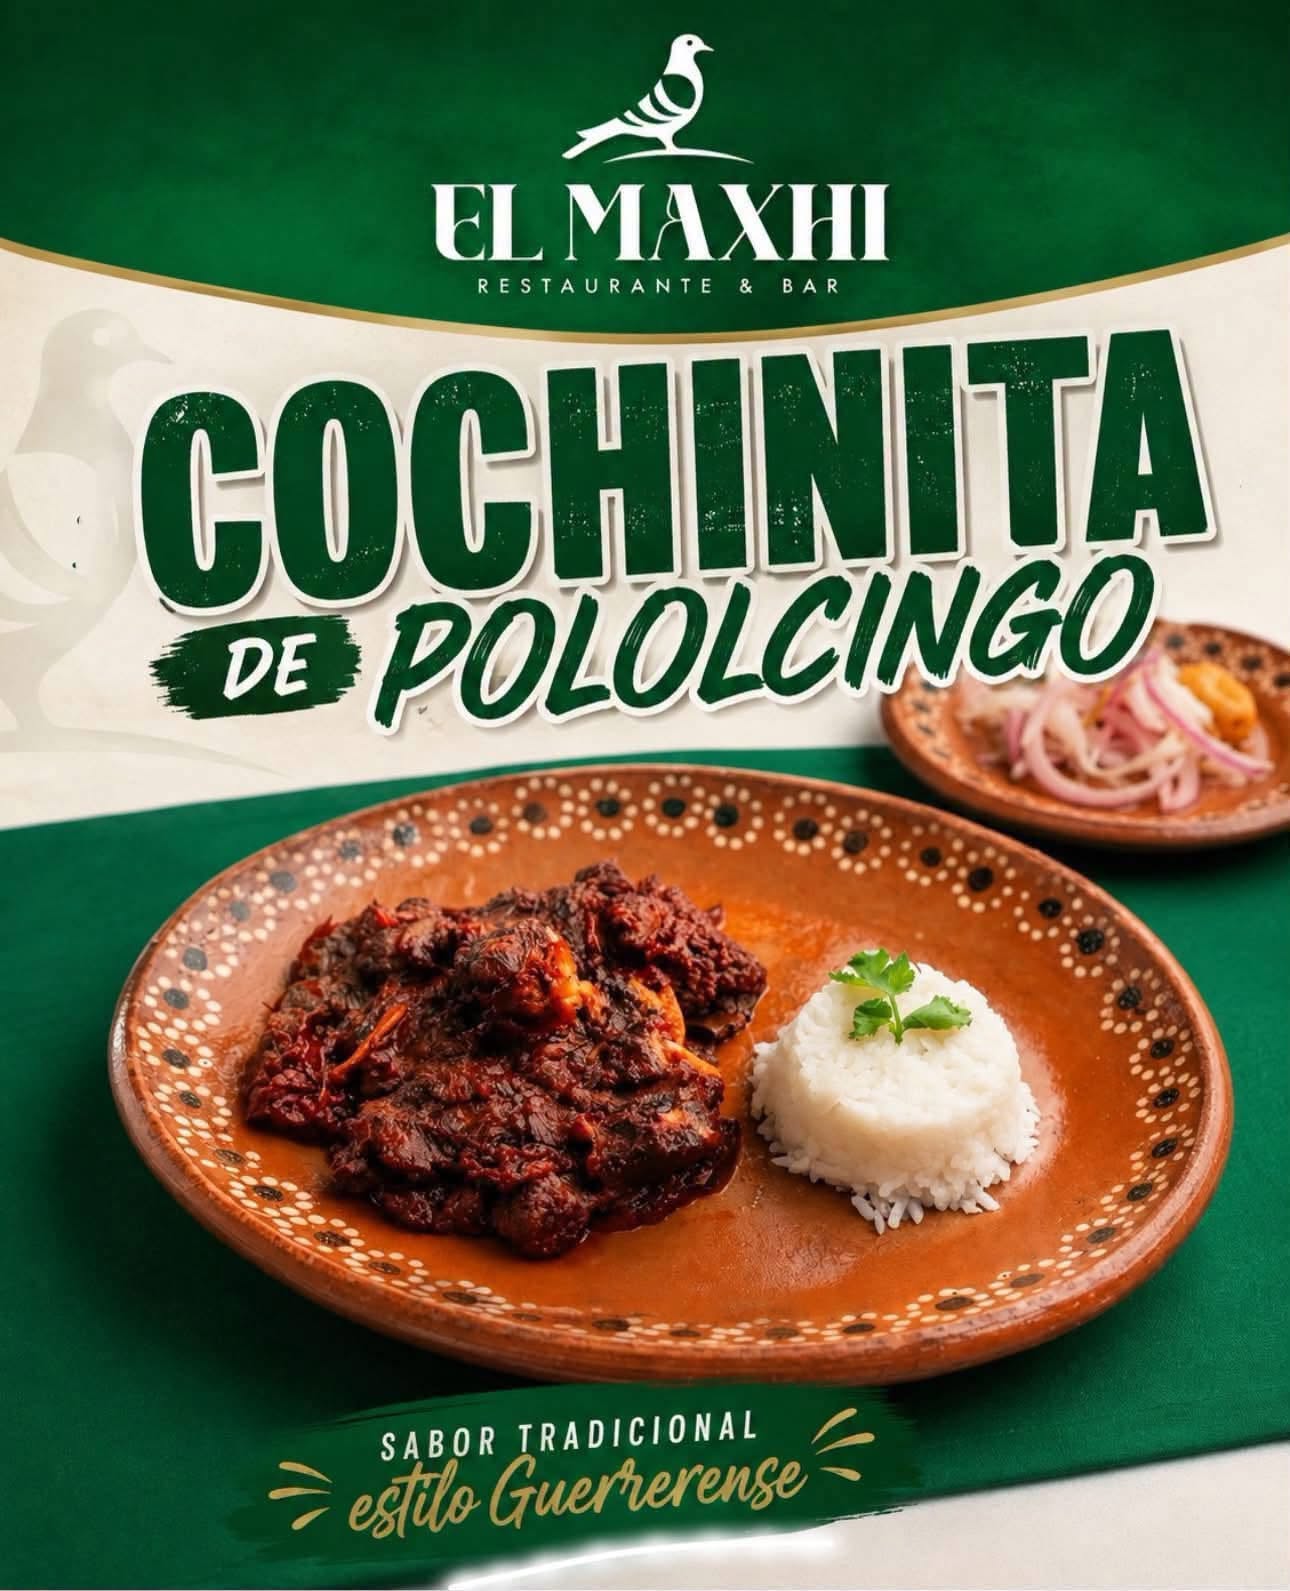 EL MAXHI
RESTAURANTE & BAR
COCHINITA
DE POLOLCINGO
SABOR TRADICIONAL
estilo Guerrerense